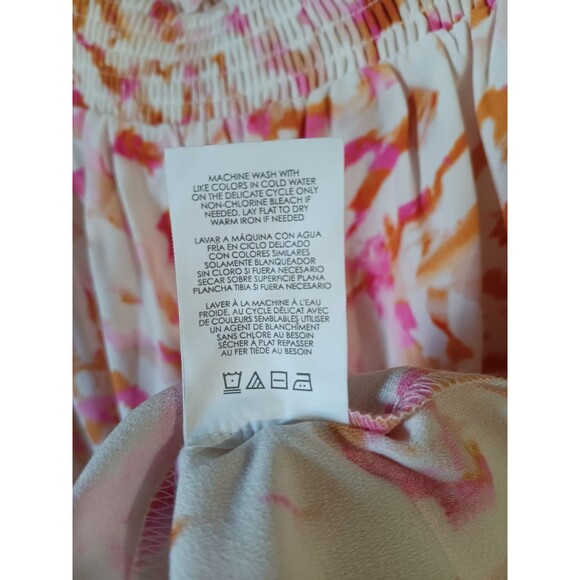 MACHINE WASH WITH
LIKE COLORS IN COLD WATER
ON THE DELICATE CYCLE ONLY
NON-CHLORINE BLEACH IF
NEEDED. LAY FLAT TO DRY
WARM IRON IF NEEDED
LAVAR A MÁQUINA CON AGUA
FRÍA EN CICLO DELICADO
CON COLORES SIMILARES
SOLAMENTE BLANQUEADOR
SIN CLORO SI FUERA NECESARIO
SECAR SOBRE SUPERFICIE PLANA
PLANCHA TIBIA SI FUERA NECESARIO
LAVER À LA MACHINE À L'EAU
FROIDE, AU CYCLE DÉLICAT AVEC
DE COULEURS SEMBLABLES UTILISER
UN AGENT DE BLANCHIMENT
SANS CHLORE AU BESOIN
SÉCHER À PLAT REPASSER
AU FER TIÈDE AU BESOIN